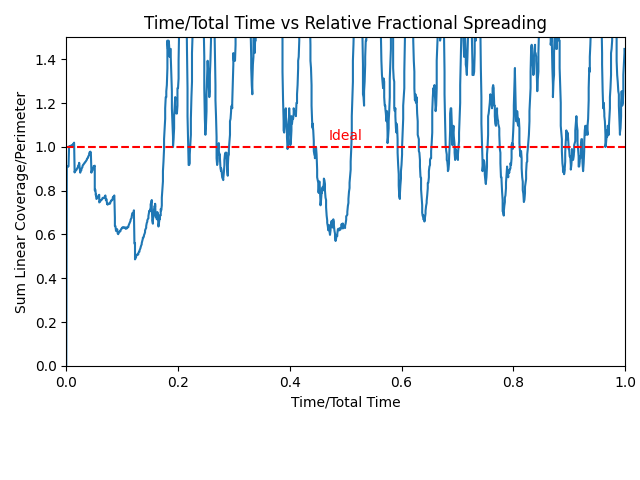 Time/Total Time vs Relative Fractional Spreading
Sum Linear Coverage/Perimeter
1.4
1.2
1.0
0.8
0.6
0.4
0.2
0.0
Ideal
0.0 0.2 0.4 0.6 0.8 1.0
Time/Total Time